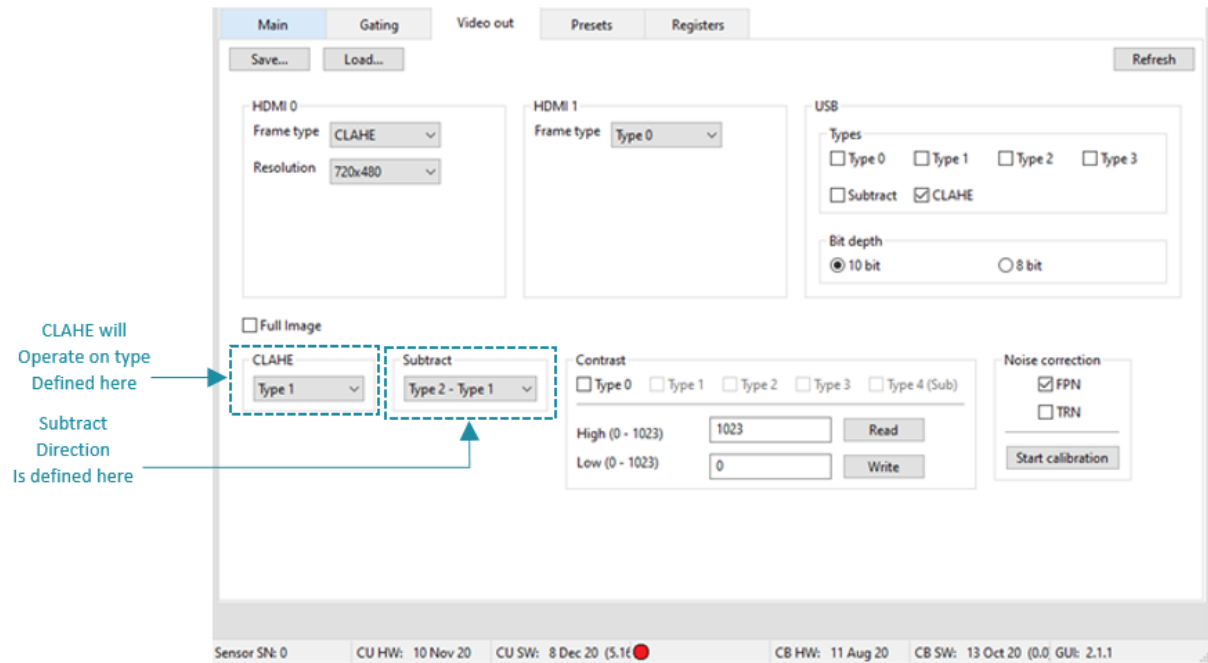 Main Gating Video out Presets Registers
Save... Load... Refresh
HDMI 0 HDMI 1 USB
Frame type CLAHE Frame type Type 0 Types
Type 0 Type 1 Type 2 Type 3
Resolution 720x480
Subtract CLAHE
Bit depth
10 bit 8 bit
Full Image
CLAHE will
Operate on type
Defined here
CLAHE Subtract Contrast Noise correction
Type 1 Type 2 - Type 1 Type 0 Type 1 Type 2 Type 3 Type 4 (Sub) FPN
TRN
Subtract
Direction
Is defined here
High (0 - 1023) 1023 Read
Low (0 - 1023) 0 Write
Start calibration
Sensor SN: 0 CU HW: 10 Nov 20 CU SW: 8 Dec 20 (5.16 CB HW: 11 Aug 20 CB SW: 13 Oct 20 (0.0 GUI: 2.1.1